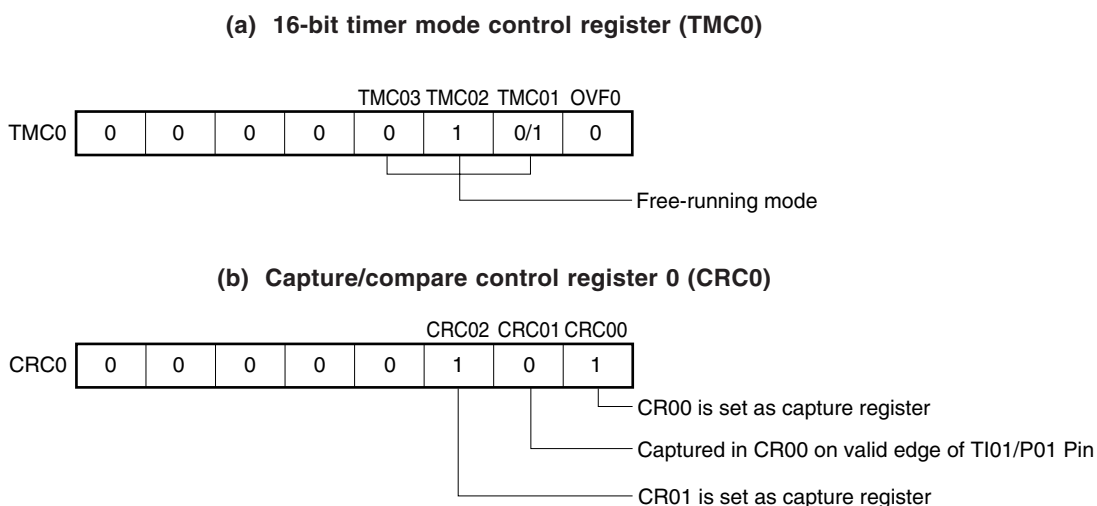 (a) 16-bit timer mode control register (TMC0)
TMC03 TMC02 TMC01 OVF0
TMC0 0 0 0 0 0 1 0/1 0
Free-running mode
(b) Capture/compare control register 0 (CRC0)
CRC02 CRC01 CRC00
CRC0 0 0 0 0 0 1 0 1
CR00 is set as capture register
Captured in CR00 on valid edge of TI01/P01 Pin
CR01 is set as capture register